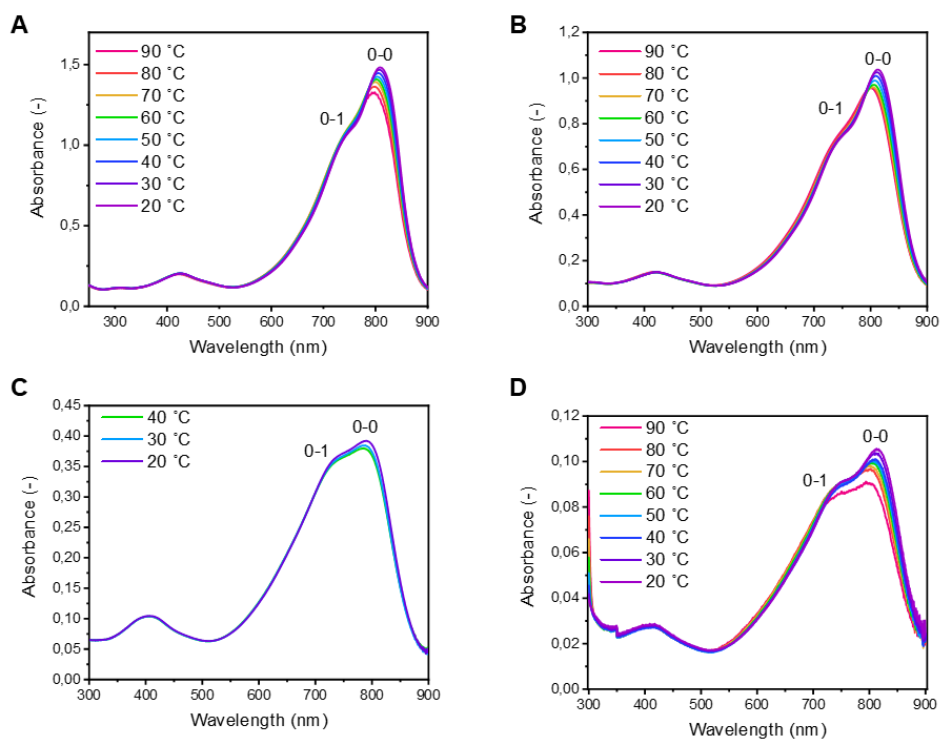 A
90 ˚C
80 ˚C
70 ˚C
60 ˚C
50 ˚C
40 ˚C
30 ˚C
20 ˚C
0-0
0-1
1,5
1,0
0,5
0,0
Absorbance (-)
300 400 500 600 700 800 900
Wavelength (nm)
B
90 ˚C
80 ˚C
70 ˚C
60 ˚C
50 ˚C
40 ˚C
30 ˚C
20 ˚C
0-0
0-1
1,2
1,0
0,8
0,6
0,4
0,2
0,0
Absorbance (-)
300 400 500 600 700 800 900
Wavelength (nm)
C
40 ˚C
30 ˚C
20 ˚C
0-0
0-1
0,45
0,40
0,35
0,30
0,25
0,20
0,15
0,10
0,05
0,00
Absorbance (-)
300 400 500 600 700 800 900
Wavelength (nm)
D
90 ˚C
80 ˚C
70 ˚C
60 ˚C
50 ˚C
40 ˚C
30 ˚C
20 ˚C
0-0
0-1
0,12
0,10
0,08
0,06
0,04
0,02
0,00
Absorbance (-)
300 400 500 600 700 800 900
Wavelength (nm)